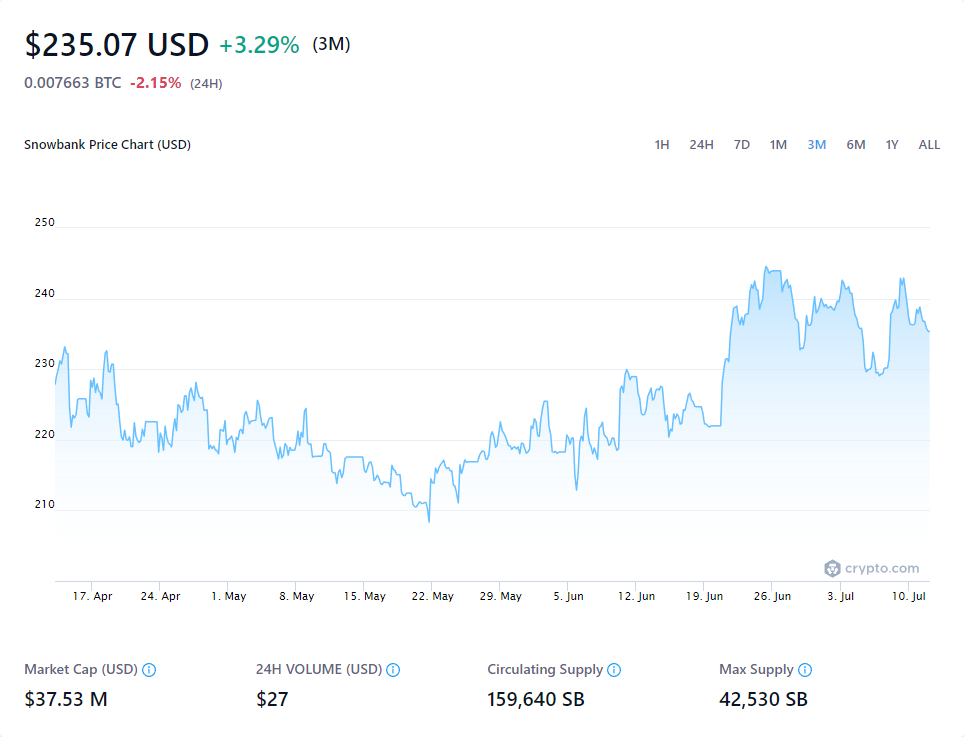 $235.07 USD +3.29% (3M)
0.007663 BTC -2.15% (24H)
Snowbank Price Chart (USD) 1H 24H 7D 1M 3M 6M 1Y ALL
250
240
230
220
210
crypto.com
17. Apr 24. Apr 1. May 8. May 15. May 22. May 29. May 5. Jun 12. Jun 19. Jun 26. Jun 3. Jul 10. Jul
Market Cap (USD) 24H VOLUME (USD) Circulating Supply Max Supply
$37.53 M $27 159,640 SB 42,530 SB